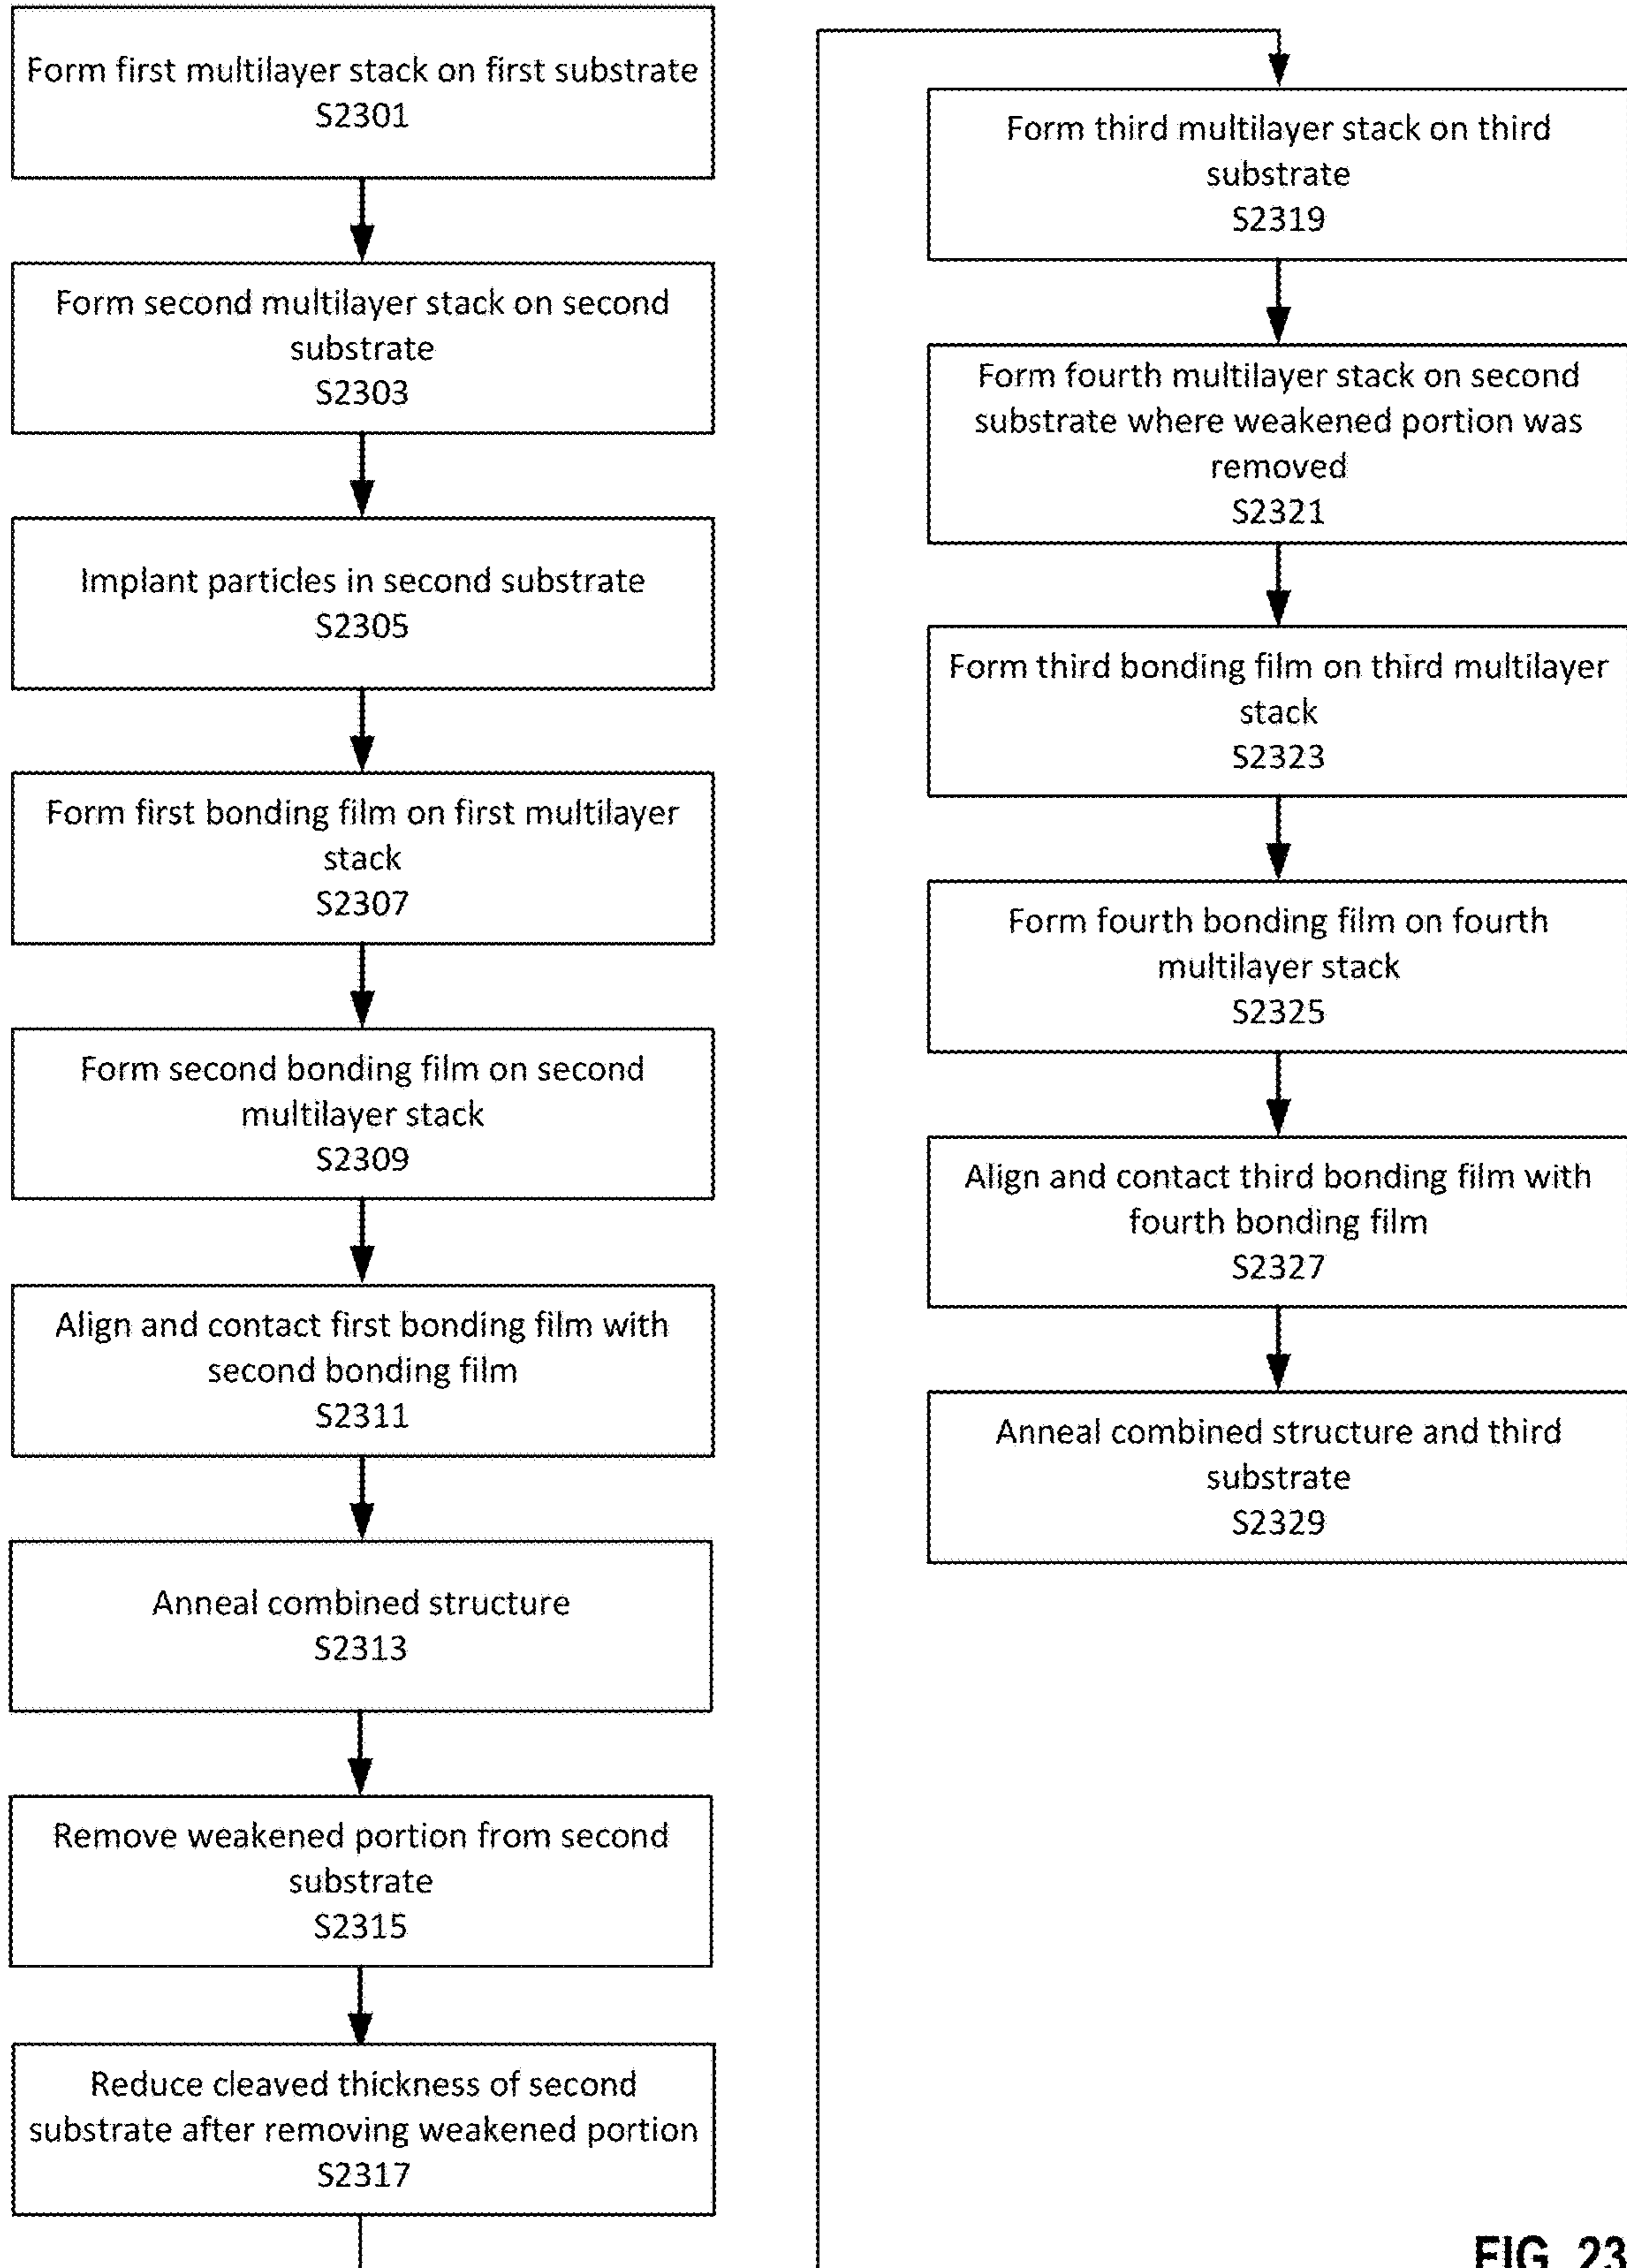 Form first multilayer stack on first substrate
S2301
Form second multilayer stack on second
substrate
S2303
Implant particles in second substrate
S2305
Form first bonding film on first multilayer
stack
S2307
Form second bonding film on second
multilayer stack
S2309
Align and contact first bonding film with
second bonding film
S2311
Anneal combined structure
S2313
Remove weakened portion from second
substrate
S2315
Reduce cleaved thickness of second
substrate after removing weakened portion
S2317
Form third multilayer stack on third
substrate
S2319
Form fourth multilayer stack on second
substrate where weakened portion was
removed
S2321
Form third bonding film on third multilayer
stack
S2323
Form fourth bonding film on fourth
multilayer stack
S2325
Align and contact third bonding film with
fourth bonding film
S2327
Anneal combined structure and third
substrate
S2329
FIG. 23